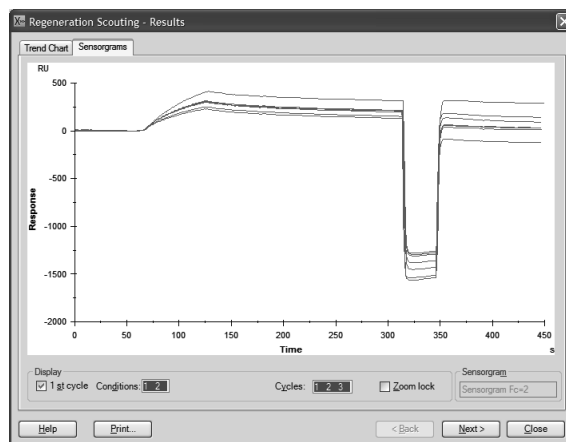 Regeneration Scouting - Results
Trend Chart Sensorgrams
RU
500
0
-500
-1000
-1500
-2000
Response
0 50 100 150 200 250 300 350 400 450
Time s
Display
1st cycle Conditions: 1 2 Cycles: 1 2 3 Zoom lock
Sensorgram
Sensorgram Fc=2
Help Print... < Back Next > Close